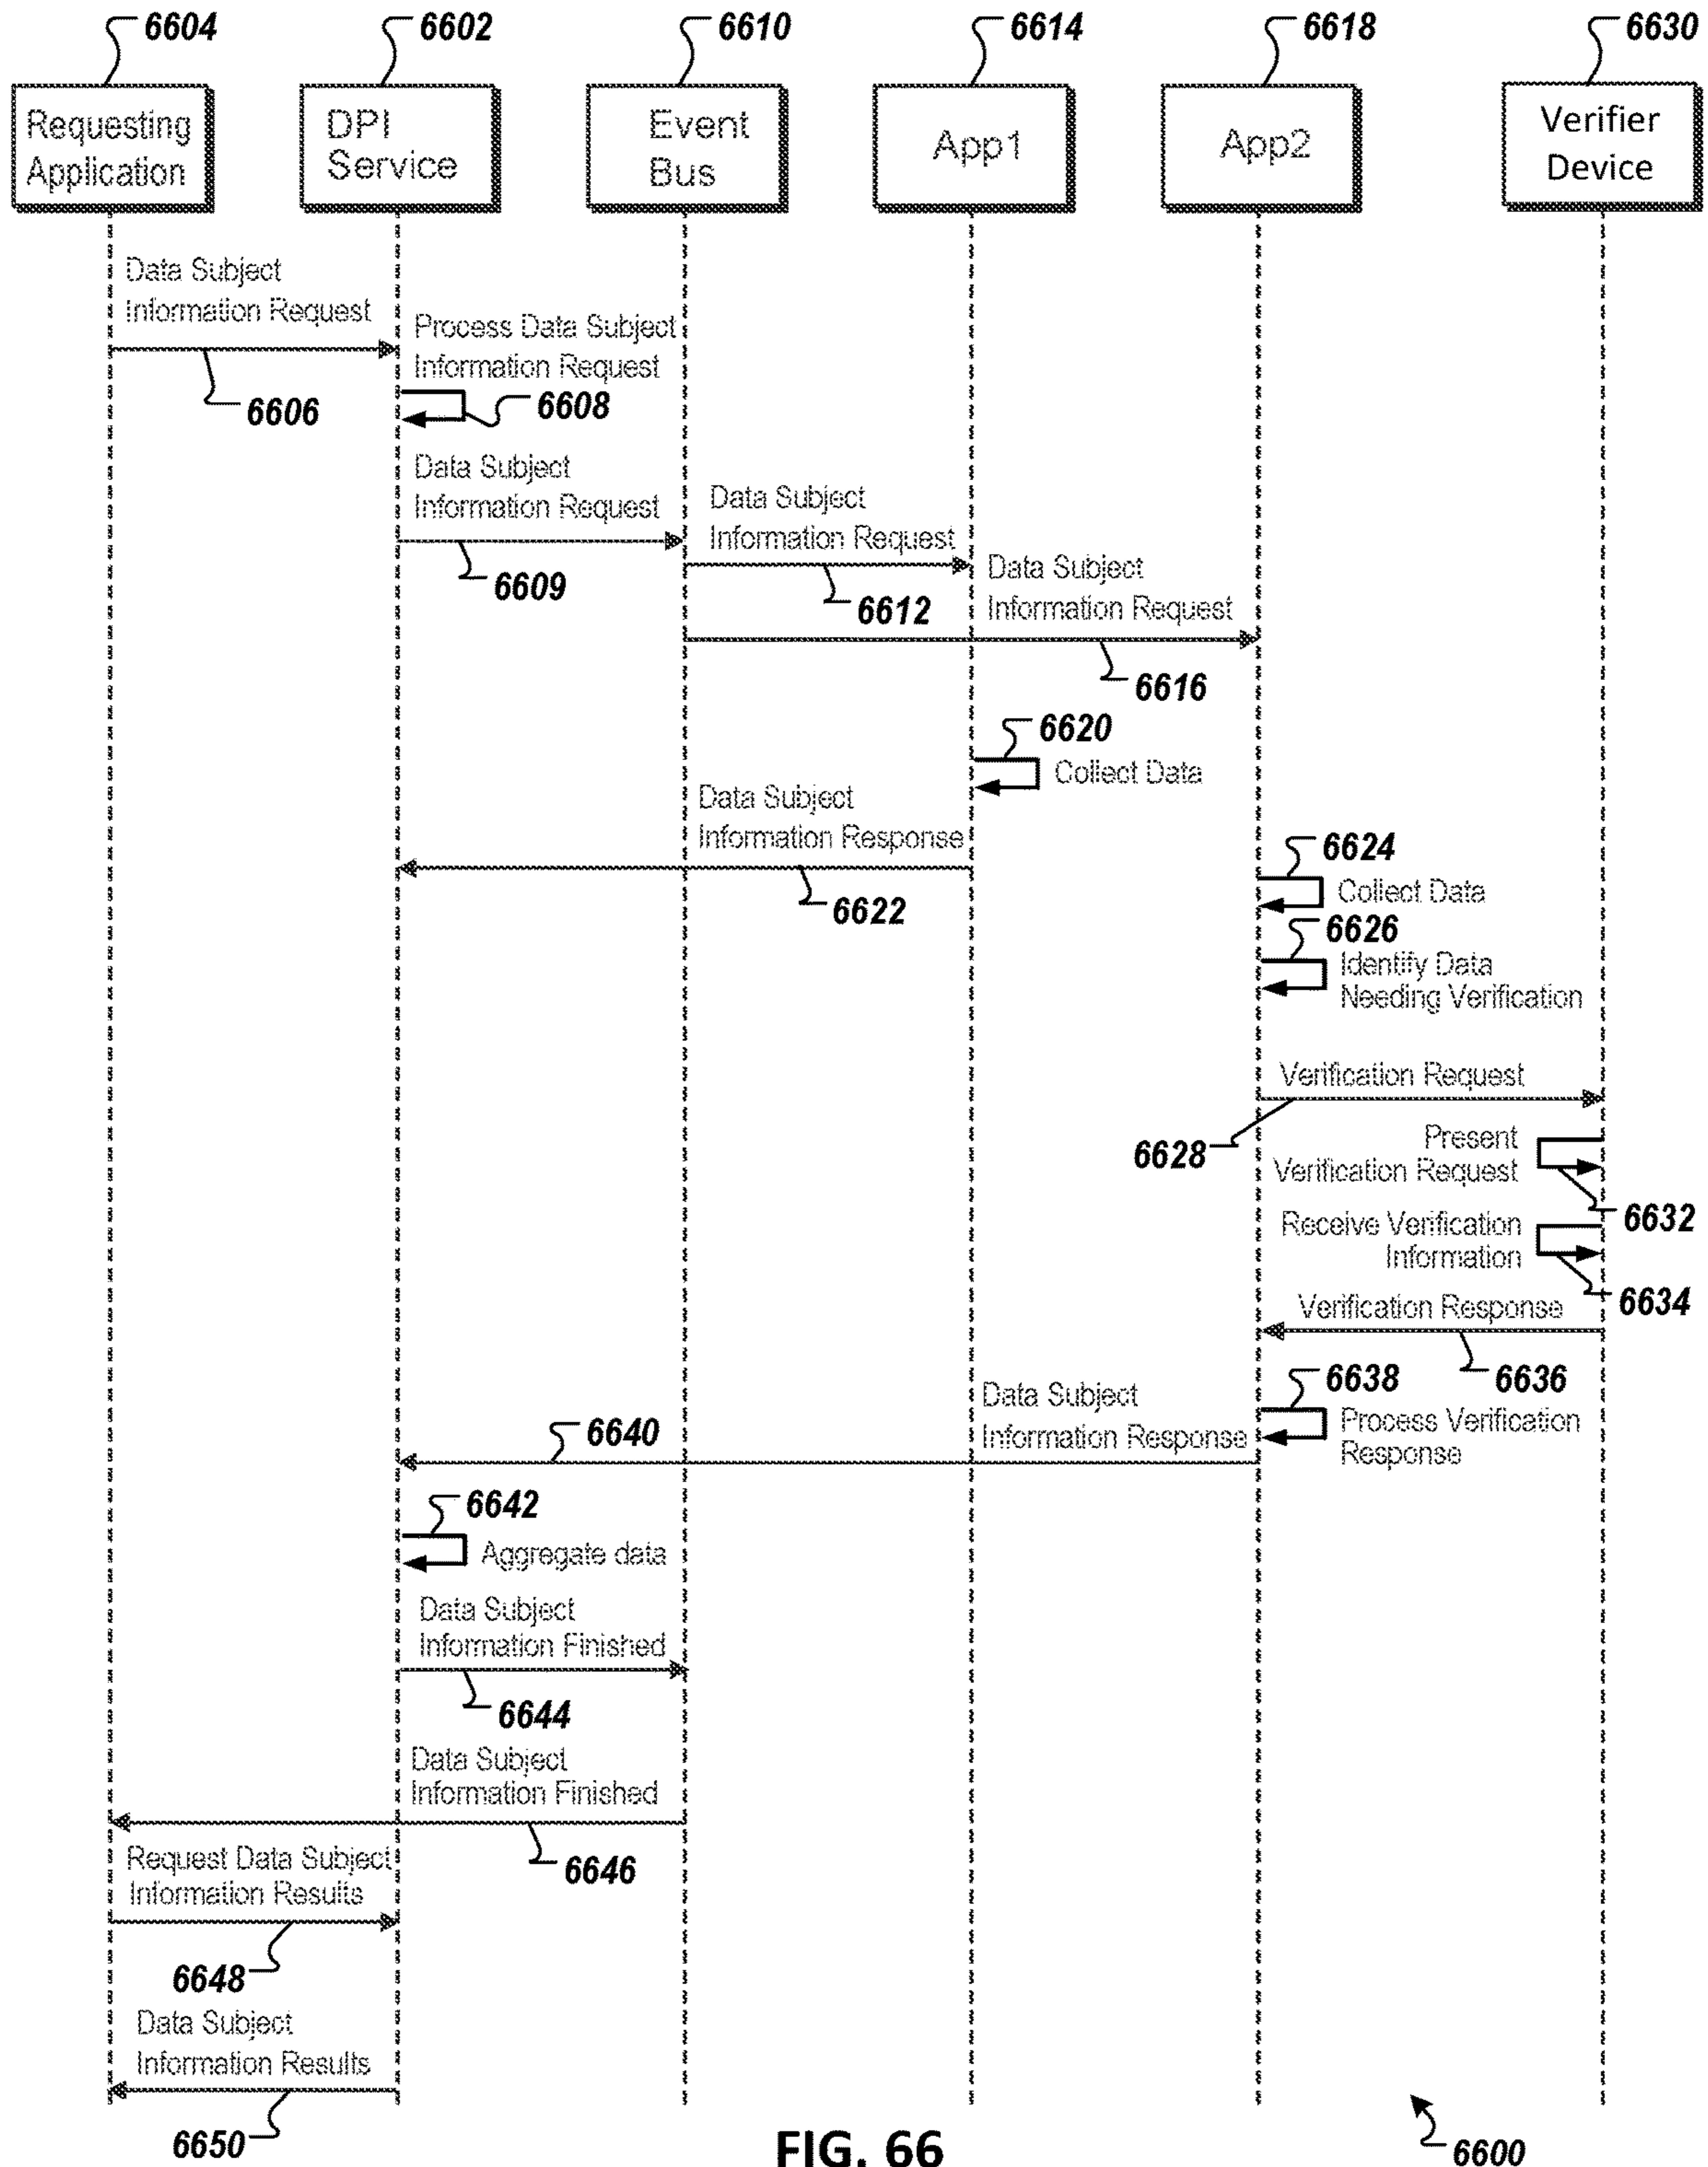 6604
6602
6610
6614
6618
6630
Requesting
Application
DPI
Service
Event
Bus
App1
App2
Verifier
Device
Data Subject
Information Request
6606
Process Data Subject
Information Request
6608
Data Subject
Information Request
6609
Data Subject
Information Request
6612
Data Subject
Information Request
6616
6620
Collect Data
Data Subject
Information Response
6622
6624
Collect Data
6626
Identify Data
Needing Verification
Verification Request
6628
Present
Verification Request
6632
Receive Verification
Information
6634
Verification Response
6636
6638
Process Verification
Response
Data Subject
Information Response
6640
6642
Aggregate data
Data Subject
Information Finished
6644
Data Subject
Information Finished
6646
Request Data Subject
Information Results
6648
Data Subject
Information Results
6650
FIG. 66
6600